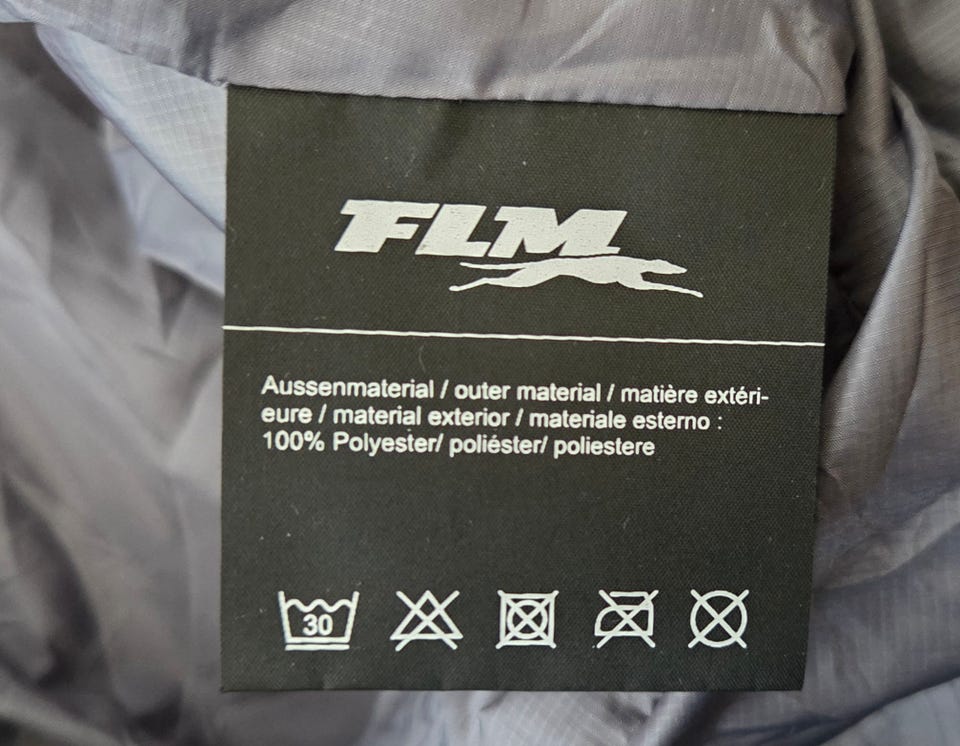 FLM
Aussenmaterial / outer material / matière extéri-
eure / material exterior / materiale esterno :
100% Polyester/ poliéster/ poliestere
30